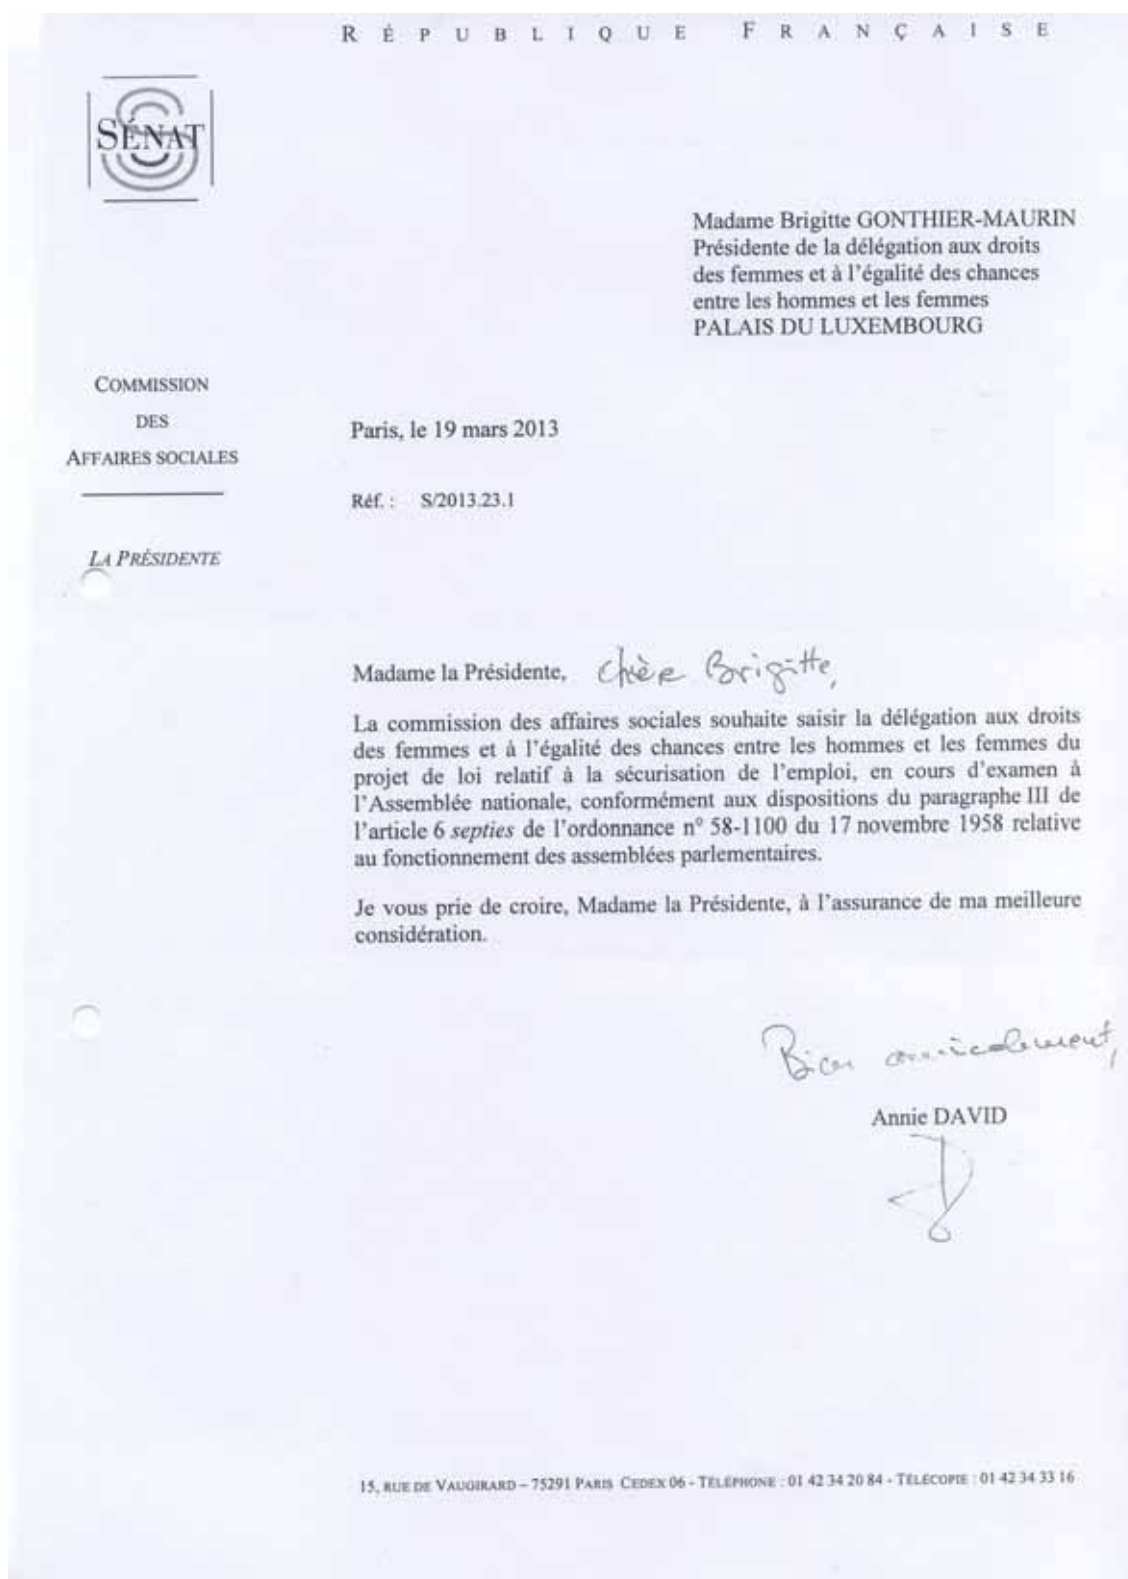 RÉPUBLIQUE FRANÇAISE
SÉNAT
Madame Brigitte GONTHIER-MAURIN
Présidente de la délégation aux droits
des femmes et à l'égalité des chances
entre les hommes et les femmes
PALAIS DU LUXEMBOURG
COMMISSION
DES
AFFAIRES SOCIALES
Paris, le 19 mars 2013
Réf. : S/2013.23.1
LA PRÉSIDENTE
Madame la Présidente, Chère Brigitte,
La commission des affaires sociales souhaite saisir la délégation aux droits
des femmes et à l'égalité des chances entre les hommes et les femmes du
projet de loi relatif à la sécurisation de l'emploi, en cours d'examen à
l'Assemblée nationale, conformément aux dispositions du paragraphe III de
l'article 6 septies de l'ordonnance n° 58-1100 du 17 novembre 1958 relative
au fonctionnement des assemblées parlementaires.
Je vous prie de croire, Madame la Présidente, à l'assurance de ma meilleure
considération.
Bien amicalement,
Annie DAVID
15, RUE DE VAUGIRARD – 75291 PARIS CEDEX 06 - TÉLÉPHONE : 01 42 34 20 84 - TÉLÉCOPIE : 01 42 34 33 16